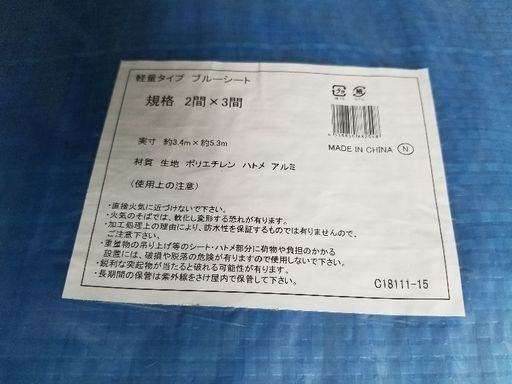 軽量タイプ ブルーシート
規格 2間×3間
実寸 約3.4m×約5.3m
材質 生地 ポリエチレン ハトメ アルミ
(使用上の注意)
・直接火気に近づけないで下さい。
・火気のそばでは、軟化し変形する恐れが有ります。
・加工処理上の理由により、防水性を保証するものでは有りませんので、
ご注意下さい。
・重量物の吊り上げ等のシート・ハトメ部分に荷物や負担のかかる
設置には、破損や脱落の危険が有りますので使用しないで下さい。
・鋭利な突起物が当たると破れる可能性が有ります。
・長期間の保管は紫外線をさけ屋内で保管して下さい。
プラ
紙
MADE IN CHINA
N
C18111-15